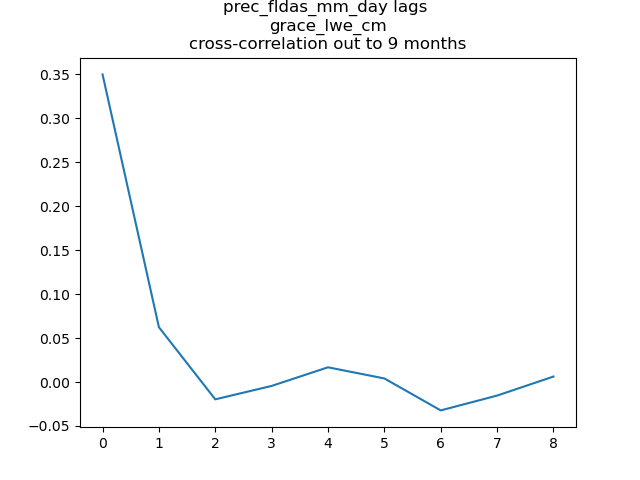 prec_fldas_mm_day lags
grace_lwe_cm
cross-correlation out to 9 months
0.35
0.30
0.25
0.20
0.15
0.10
0.05
0.00
−0.05
0 1 2 3 4 5 6 7 8